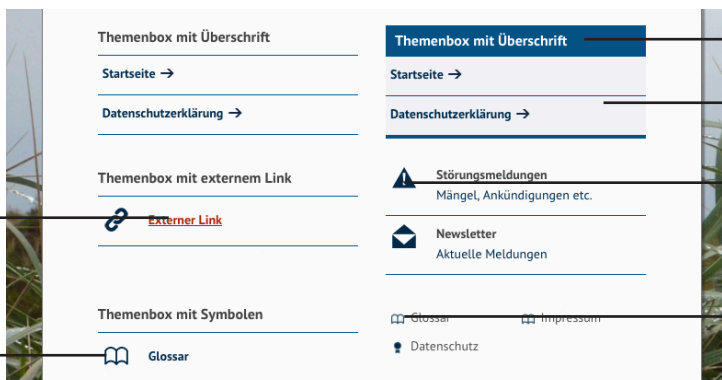 Themenbox mit Überschrift
Startseite →
Datenschutzerklärung →
Themenbox mit externem Link
Externer Link
Themenbox mit Symbolen
Glossar
Themenbox mit Überschrift
Startseite →
Datenschutzerklärung →
Störungsmeldungen
Mängel, Ankündigungen etc.
Newsletter
Aktuelle Meldungen
Glossar Impressum
Datenschutz